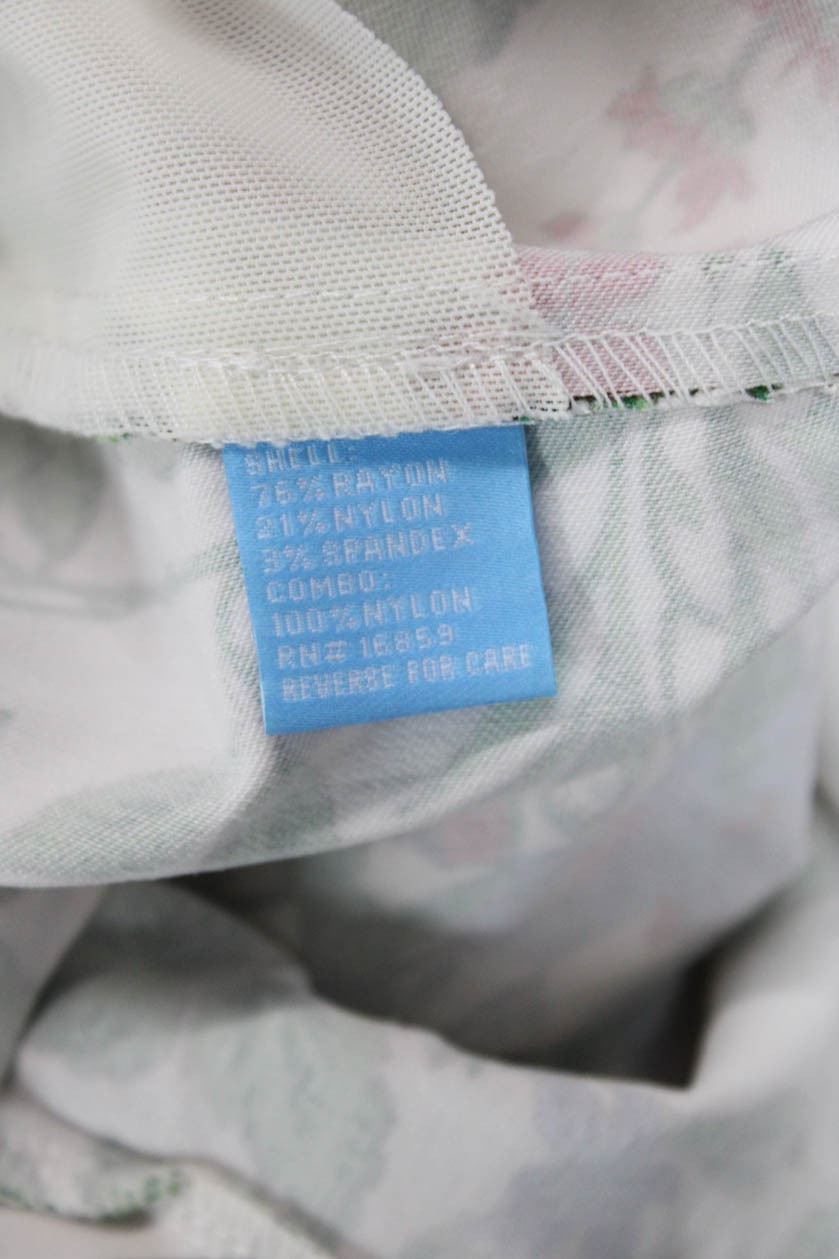 SHELL:
76% RAYON
21% NYLON
3% SPANDEX
COMBO:
100% NYLON
RN# 16859
REVERSE FOR CARE